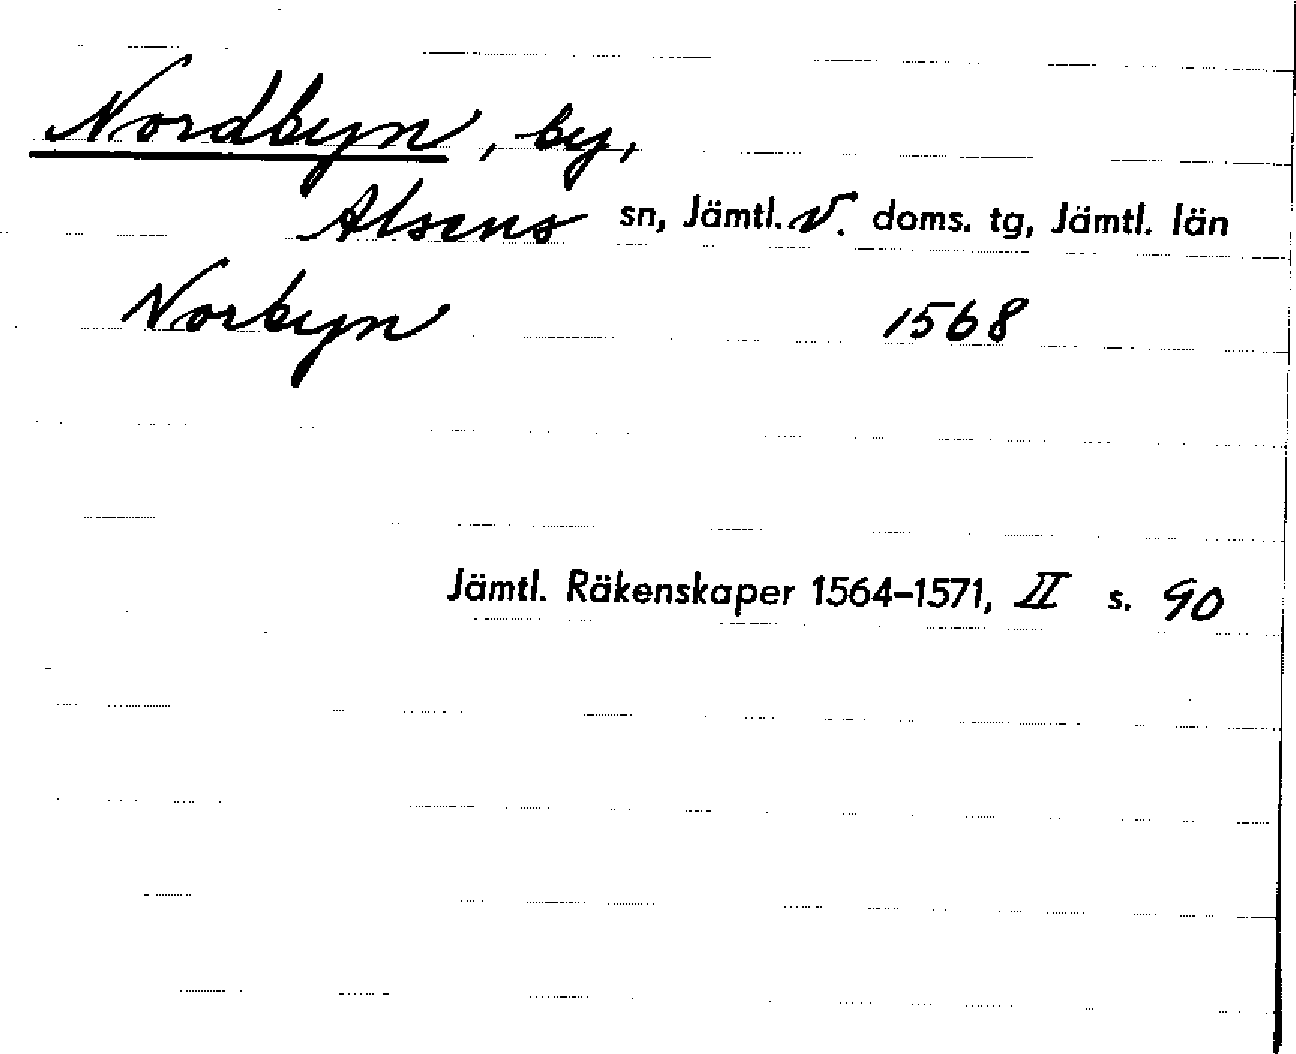 Nordbyn, by,
Alsens sn, Jämtl. V. doms. tg, Jämtl. län
Norbyn 1568
Jämtl. Räkenskaper 1564–1571, II s. 90